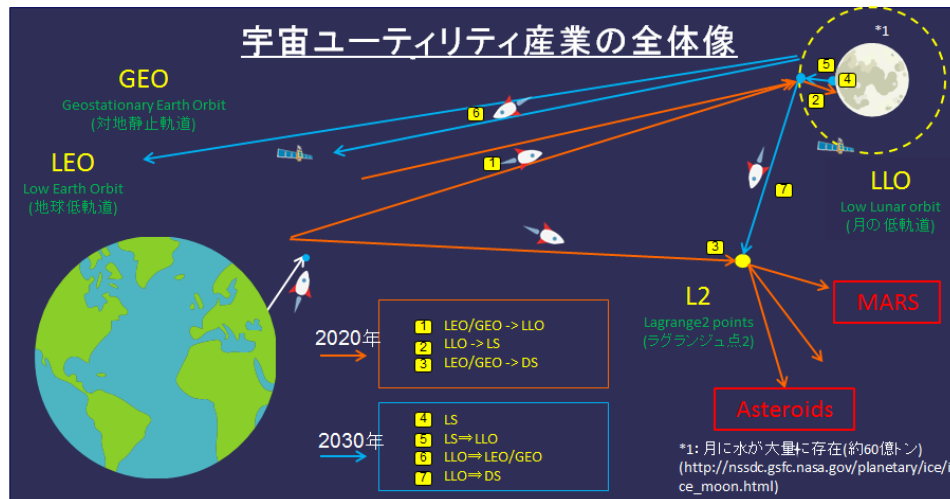 宇宙ユーティリティ産業の全体像
*1
GEO
Geostationary Earth Orbit
(対地静止軌道)
LEO
Low Earth Orbit
(地球低軌道)
5
4
2
6
1
7
LLO
Low Lunar orbit
(月の低軌道)
3
L2
Lagrange2 points
(ラグランジュ点2)
MARS
Asteroids
2020年
1 LEO/GEO -> LLO
2 LLO -> LS
3 LEO/GEO -> DS
2030年
4 LS
5 LS⇒LLO
6 LLO⇒LEO/GEO
7 LLO⇒DS
*1: 月に水が大量に存在(約60億トン)
(http://nssdc.gsfc.nasa.gov/planetary/ice/i
ce_moon.html)